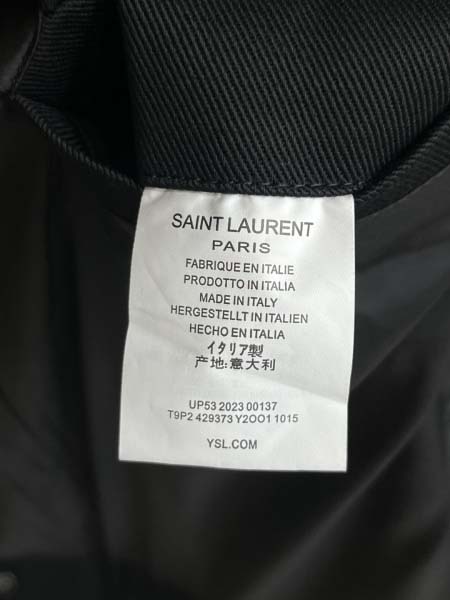 SAINT LAURENT
PARIS
FABRIQUE EN ITALIE
PRODOTTO IN ITALIA
MADE IN ITALY
HERGESTELLT IN ITALIEN
HECHO EN ITALIA
イタリア製
产地:意大利
UP53 2023 00137
T9P2 429373 Y2OO1 1015
YSL.COM